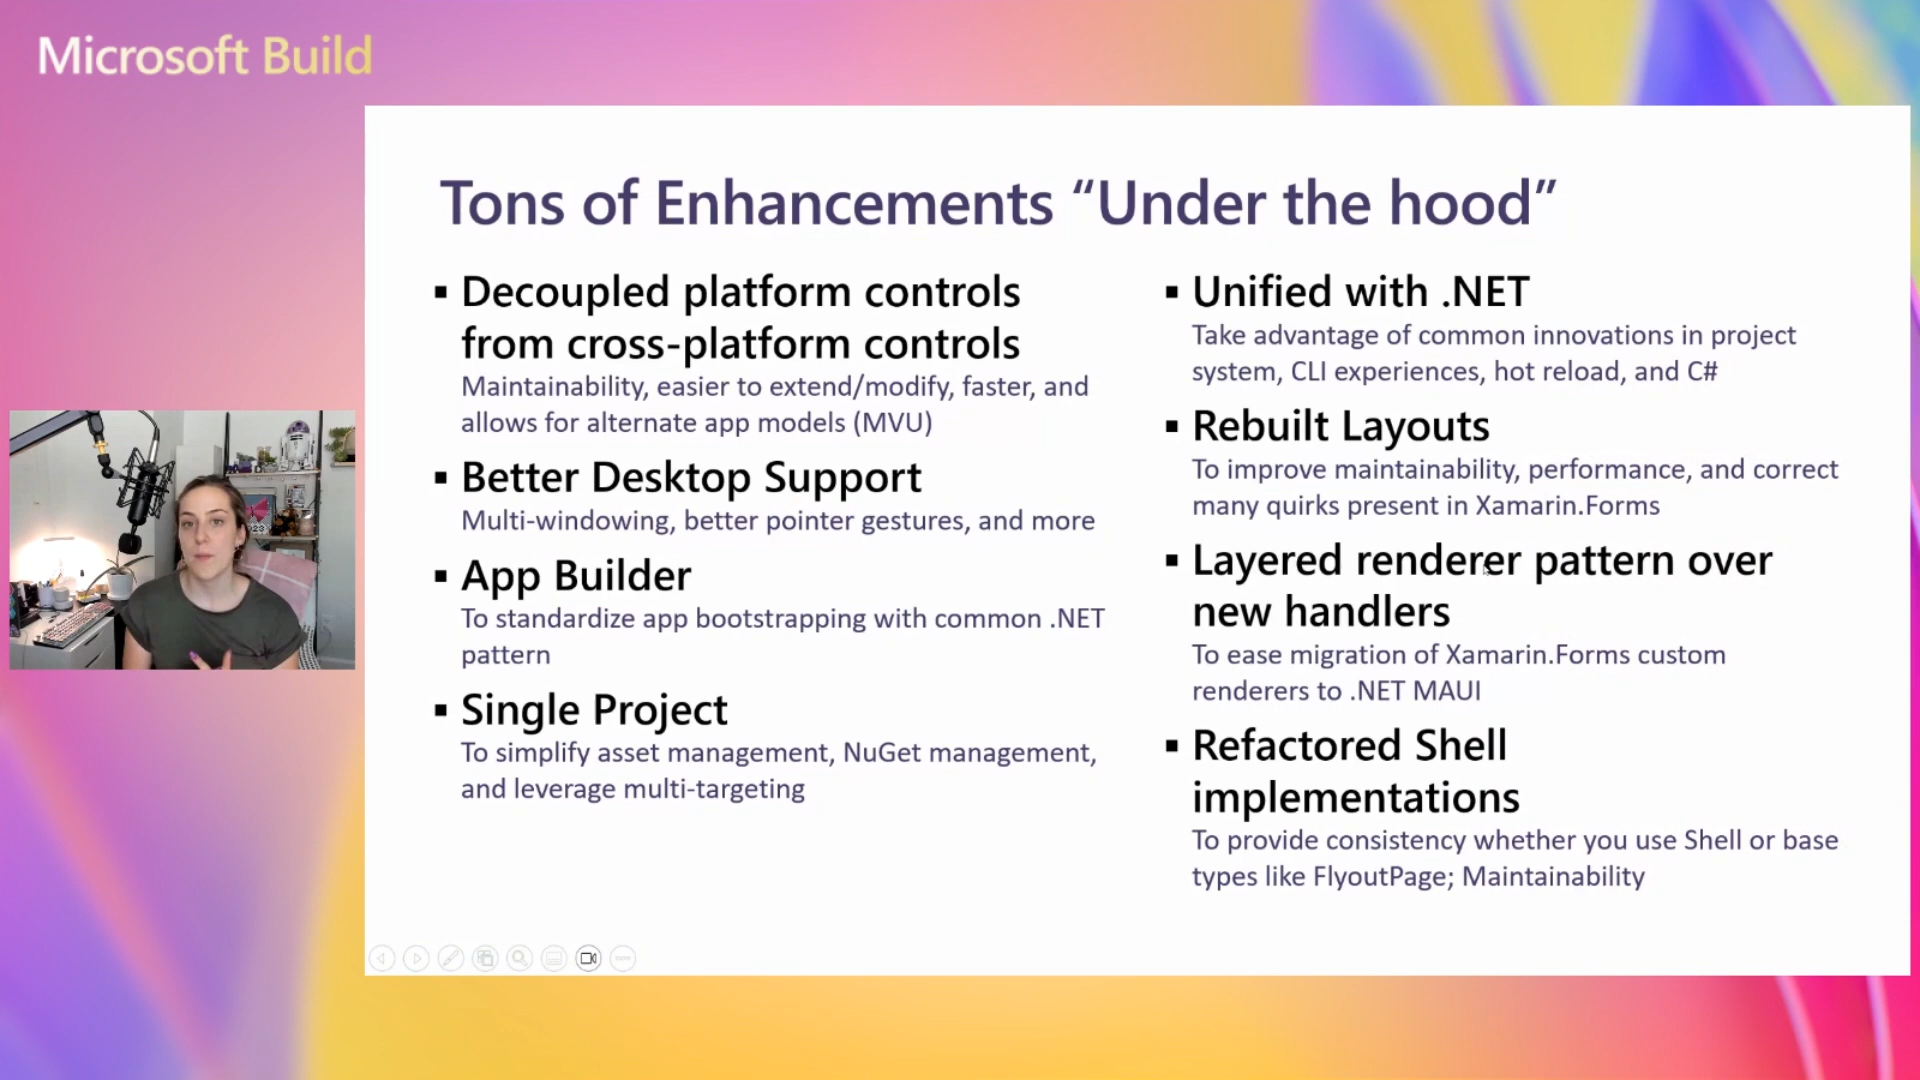 Microsoft Build
Tons of Enhancements “Under the hood”
▪ Decoupled platform controls
from cross-platform controls
Maintainability, easier to extend/modify, faster, and
allows for alternate app models (MVU)
▪ Better Desktop Support
Multi-windowing, better pointer gestures, and more
▪ App Builder
To standardize app bootstrapping with common .NET
pattern
▪ Single Project
To simplify asset management, NuGet management,
and leverage multi-targeting
▪ Unified with .NET
Take advantage of common innovations in project
system, CLI experiences, hot reload, and C#
▪ Rebuilt Layouts
To improve maintainability, performance, and correct
many quirks present in Xamarin.Forms
▪ Layered renderer pattern over
new handlers
To ease migration of Xamarin.Forms custom
renderers to .NET MAUI
▪ Refactored Shell
implementations
To provide consistency whether you use Shell or base
types like FlyoutPage; Maintainability